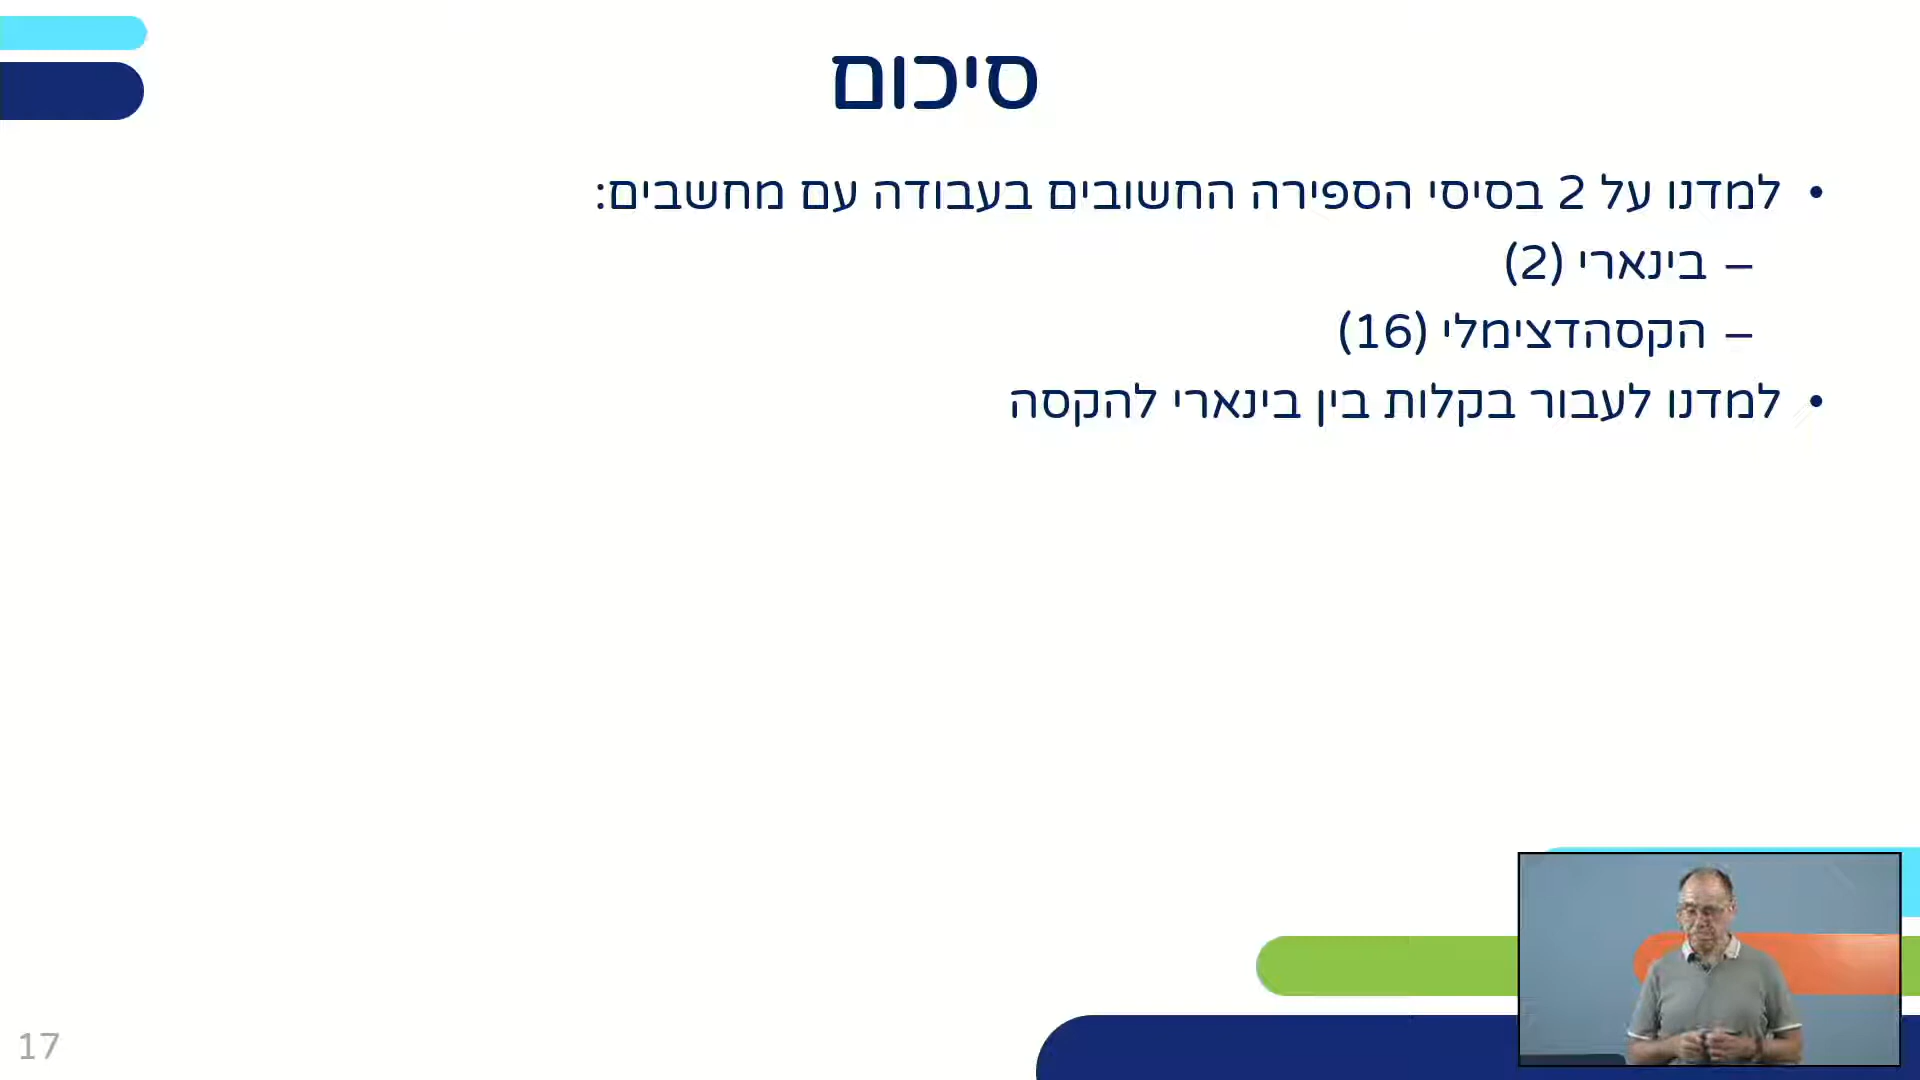 סיכום
• למדנו על 2 בסיסי הספירה החשובים בעבודה עם מחשבים:
– בינארי (2)
– הקסהדצימלי (16)
• למדנו לעבור בקלות בין בינארי להקסה
17